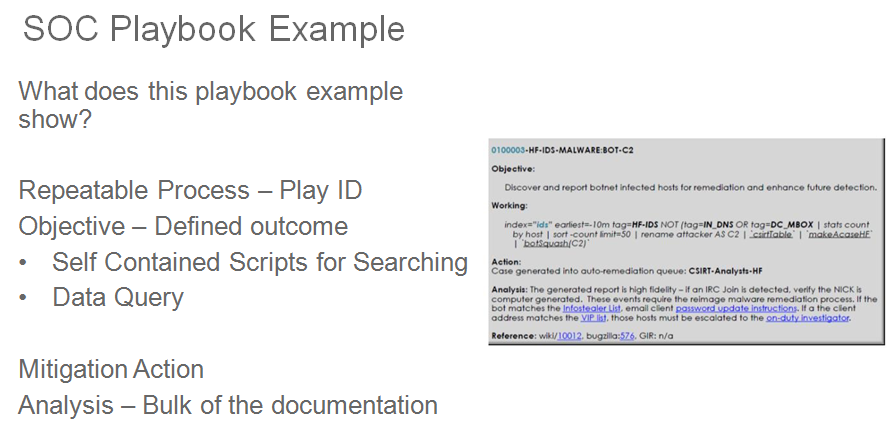 SOC Playbook Example
What does this playbook example
show?
Repeatable Process – Play ID
Objective – Defined outcome
• Self Contained Scripts for Searching
• Data Query
Mitigation Action
Analysis – Bulk of the documentation
0100003-HF-IDS-MALWARE:BOT-C2
Objective:
Discover and report botnet infected hosts for remediation and enhance future detection.
Working:
index="ids" earliest=-10m tag=HF-IDS NOT (tag=IN_DNS OR tag=DC_MBOX | stats count
by host | sort -count limit=50 | rename attacker AS C2 | `csirtTable` | `makeAcaseHF`
| `botSquash(C2)`
Action:
Case generated into auto-remediation queue: CSIRT-Analysts-HF
Analysis: The generated report is high fidelity – if an IRC Join is detected, verify the NICK is
computer generated. These events require the reimage malware remediation process. If the
bot matches the Infostealer List, email client password update instructions. If a the client
address matches the VIP list, those hosts must be escalated to the on-duty investigator.
Reference: wiki/10012, bugzilla:576, GIR: n/a